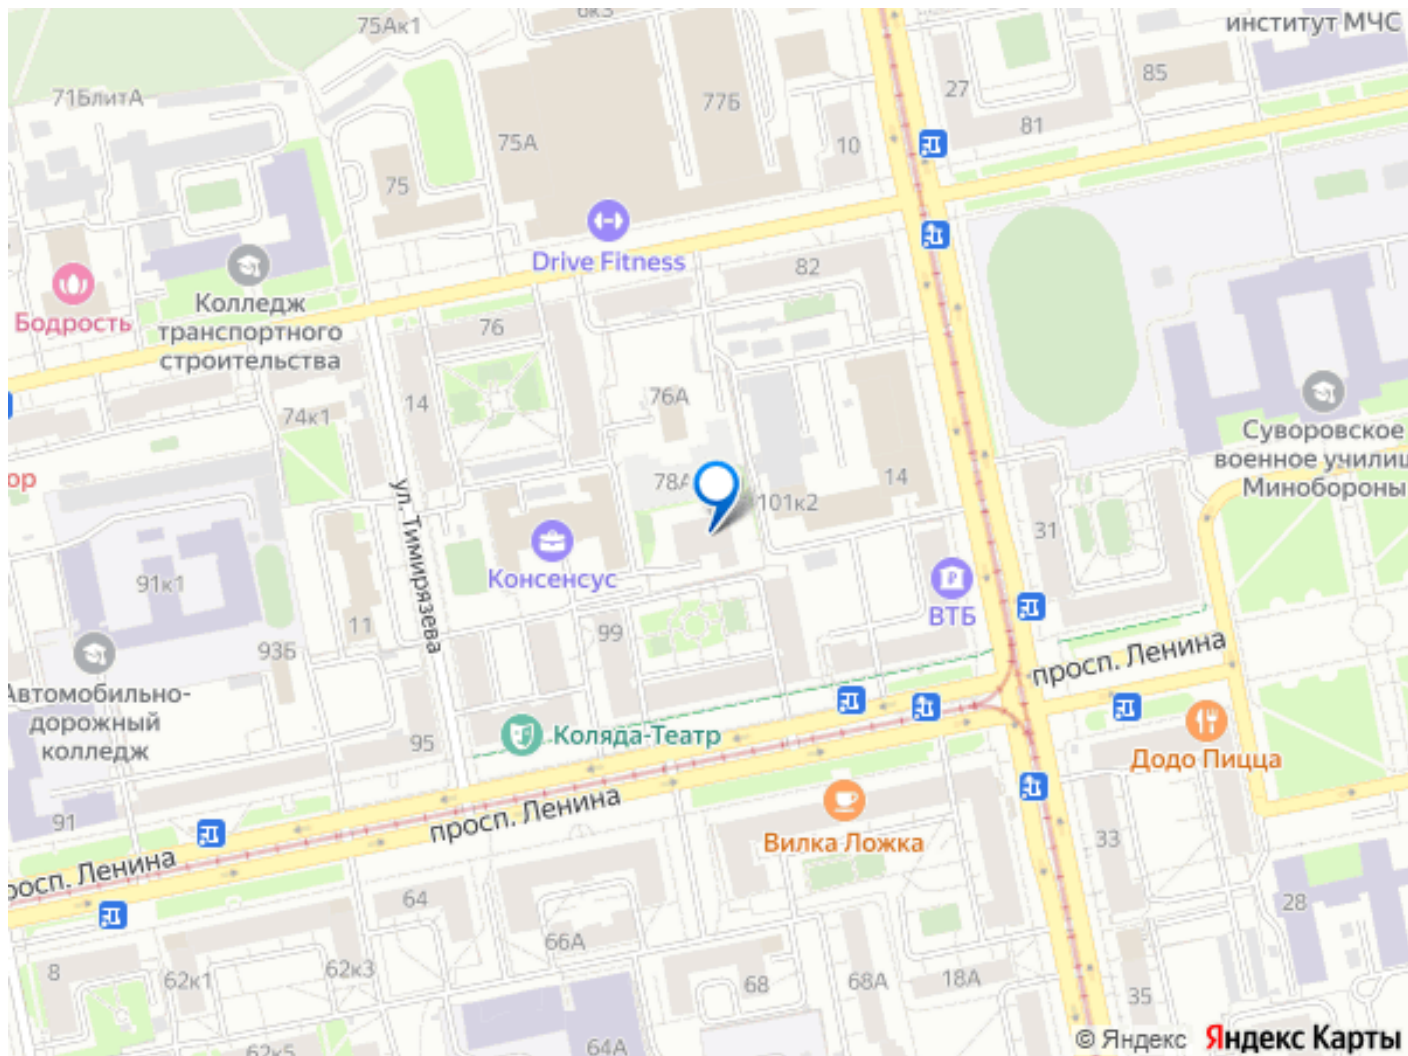 75Ак1
6к3
институт МЧС
71БлитА
77Б
27
85
75А
10
81
75
Drive Fitness
82
Колледж
транспортного
строительства
Бодрость
76
14
76А
74к1
Суворовское
военное училищ
Минобороны
ор
78А
14
101к2
31
ул. Тимирязева
Консенсус
91к1
ВТБ
11
99
93Б
просп. Ленина
Автомобильно-
дорожный
колледж
95
Коляда-Театр
Додо Пицца
просп. Ленина
91
Вилка Ложка
33
просп. Ленина
64
28
66А
8
62к1
62к3
68
68А
18А
35
62к5
64А
© Яндекс Яндекс Карты